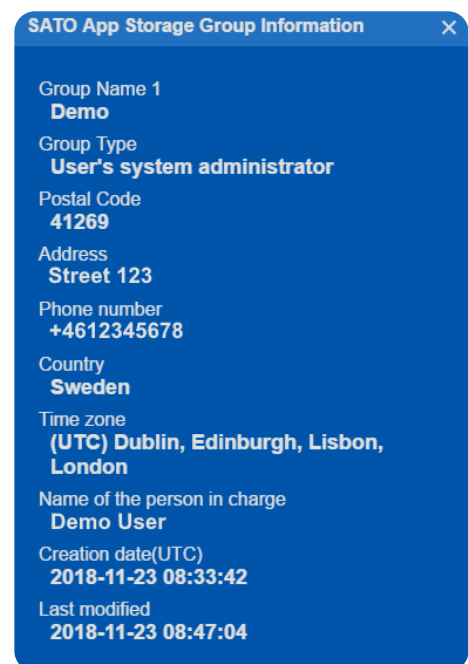 SATO App Storage Group Information
Group Name 1
Demo
Group Type
User's system administrator
Postal Code
41269
Address
Street 123
Phone number
+4612345678
Country
Sweden
Time zone
(UTC) Dublin, Edinburgh, Lisbon,
London
Name of the person in charge
Demo User
Creation date(UTC)
2018-11-23 08:33:42
Last modified
2018-11-23 08:47:04